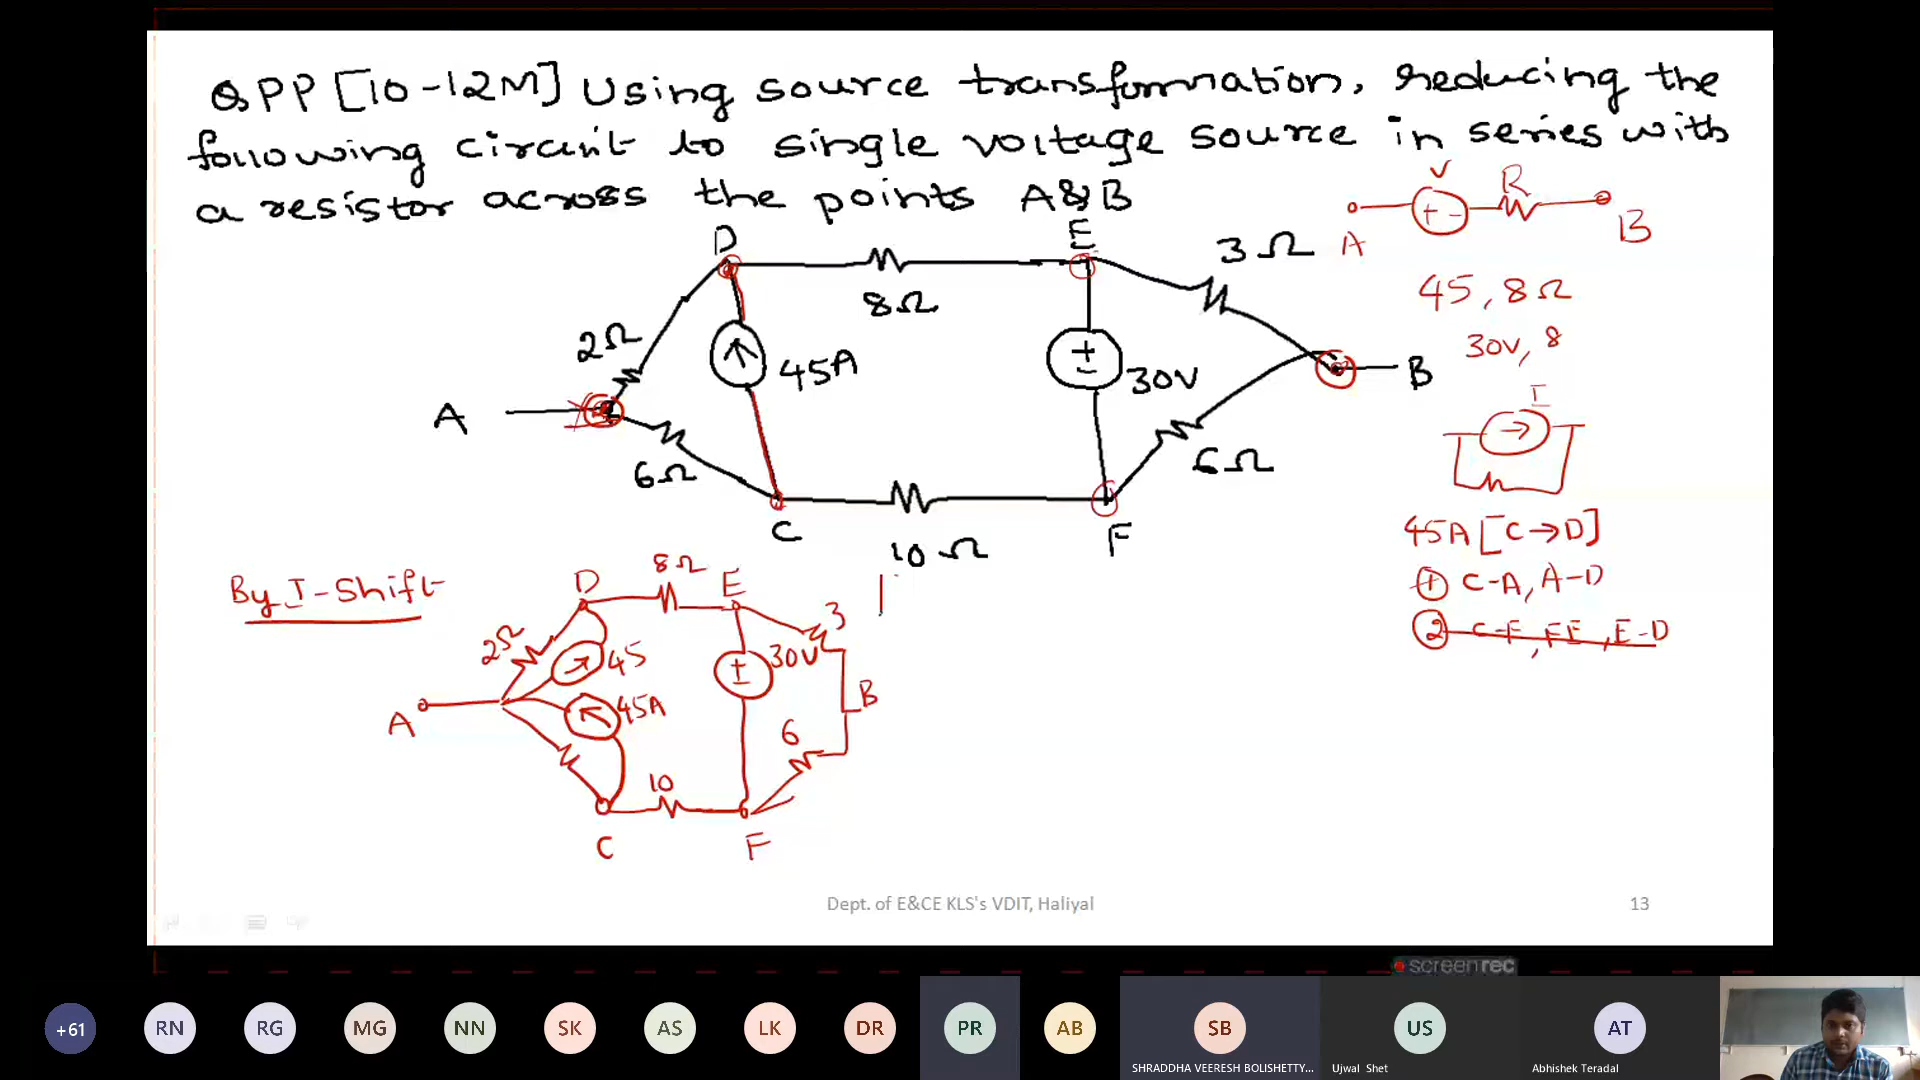 QPP [10-12M] Using source transformation, reducing the
following circuit to single voltage source in series with
a resistor across the points A&B
V
R
A
B
D
E
3Ω
8Ω
45, 8Ω
30V, 8
2Ω
45A
30V
B
A
I
6Ω
6Ω
C
10Ω
F
45A [C→D]
① C-A, A-D
② C-F, FE, E-D
By I-Shift
D
8Ω
E
3
2Ω
45
30V
A
45A
B
6
10
C
F
Dept. of E&CE KLS's VDIT, Haliyal
13
screenrec
+61
RN
RG
MG
NN
SK
AS
LK
DR
PR
AB
SB
US
AT
SHRADDHA VEERESH BOLISHETTY...
Ujwal Shet
Abhishek Teradal